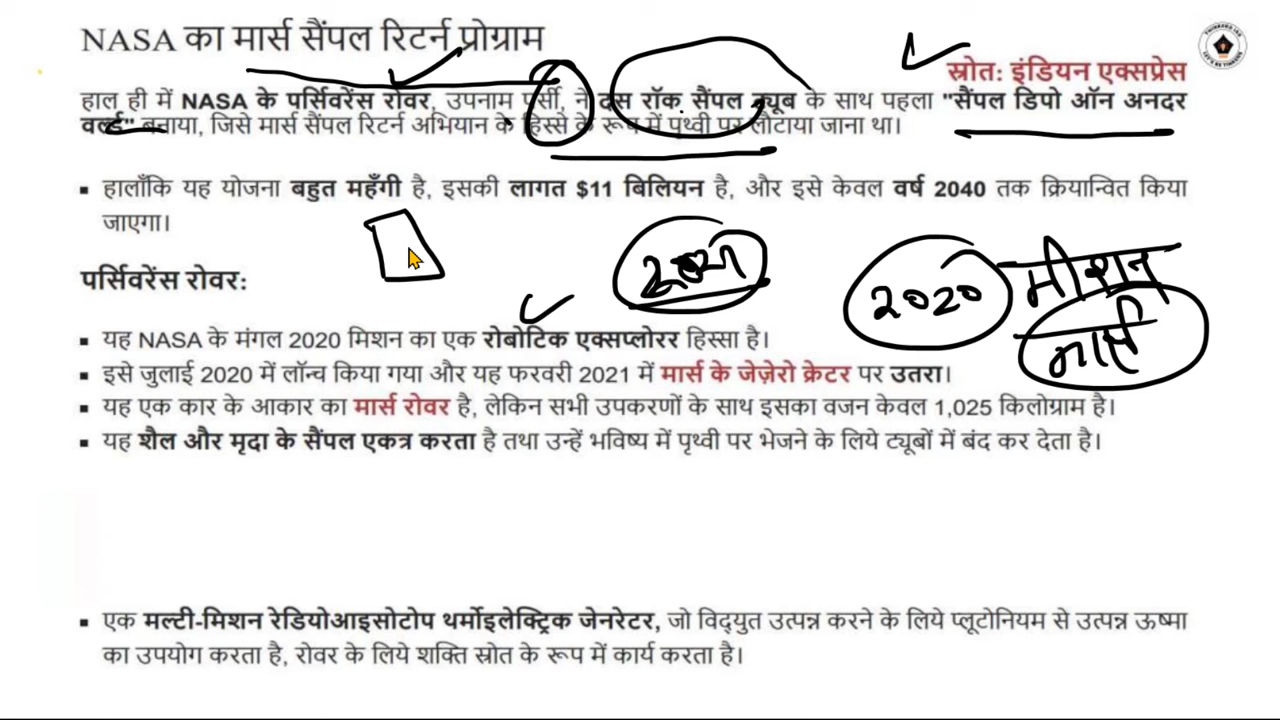 NASA का मार्स सैंपल रिटर्न प्रोग्राम
स्रोत: इंडियन एक्सप्रेस
हाल ही में NASA के पर्सिवरेंस रोवर, उपनाम पर्सी, ने दस रॉक सैंपल ट्यूब के साथ पहला "सैंपल डिपो ऑन अनदर
वर्ल्ड" बनाया, जिसे मार्स सैंपल रिटर्न अभियान के हिस्से के रूप में पृथ्वी पर लौटाया जाना था।
▪ हालाँकि यह योजना बहुत महँगी है, इसकी लागत $11 बिलियन है, और इसे केवल वर्ष 2040 तक क्रियान्वित किया
जाएगा।
2021
2020 मीशन
मार्स
पर्सिवरेंस रोवर:
▪ यह NASA के मंगल 2020 मिशन का एक रोबोटिक एक्सप्लोरर हिस्सा है।
▪ इसे जुलाई 2020 में लॉन्च किया गया और यह फरवरी 2021 में मार्स के जेज़ेरो क्रेटर पर उतरा।
▪ यह एक कार के आकार का मार्स रोवर है, लेकिन सभी उपकरणों के साथ इसका वजन केवल 1,025 किलोग्राम है।
▪ यह शैल और मृदा के सैंपल एकत्र करता है तथा उन्हें भविष्य में पृथ्वी पर भेजने के लिये ट्यूबों में बंद कर देता है।
▪ एक मल्टी-मिशन रेडियोआइसोटोप थर्मोइलेक्ट्रिक जेनरेटर, जो विद्युत उत्पन्न करने के लिये प्लूटोनियम से उत्पन्न ऊष्मा
का उपयोग करता है, रोवर के लिये शक्ति स्रोत के रूप में कार्य करता है।